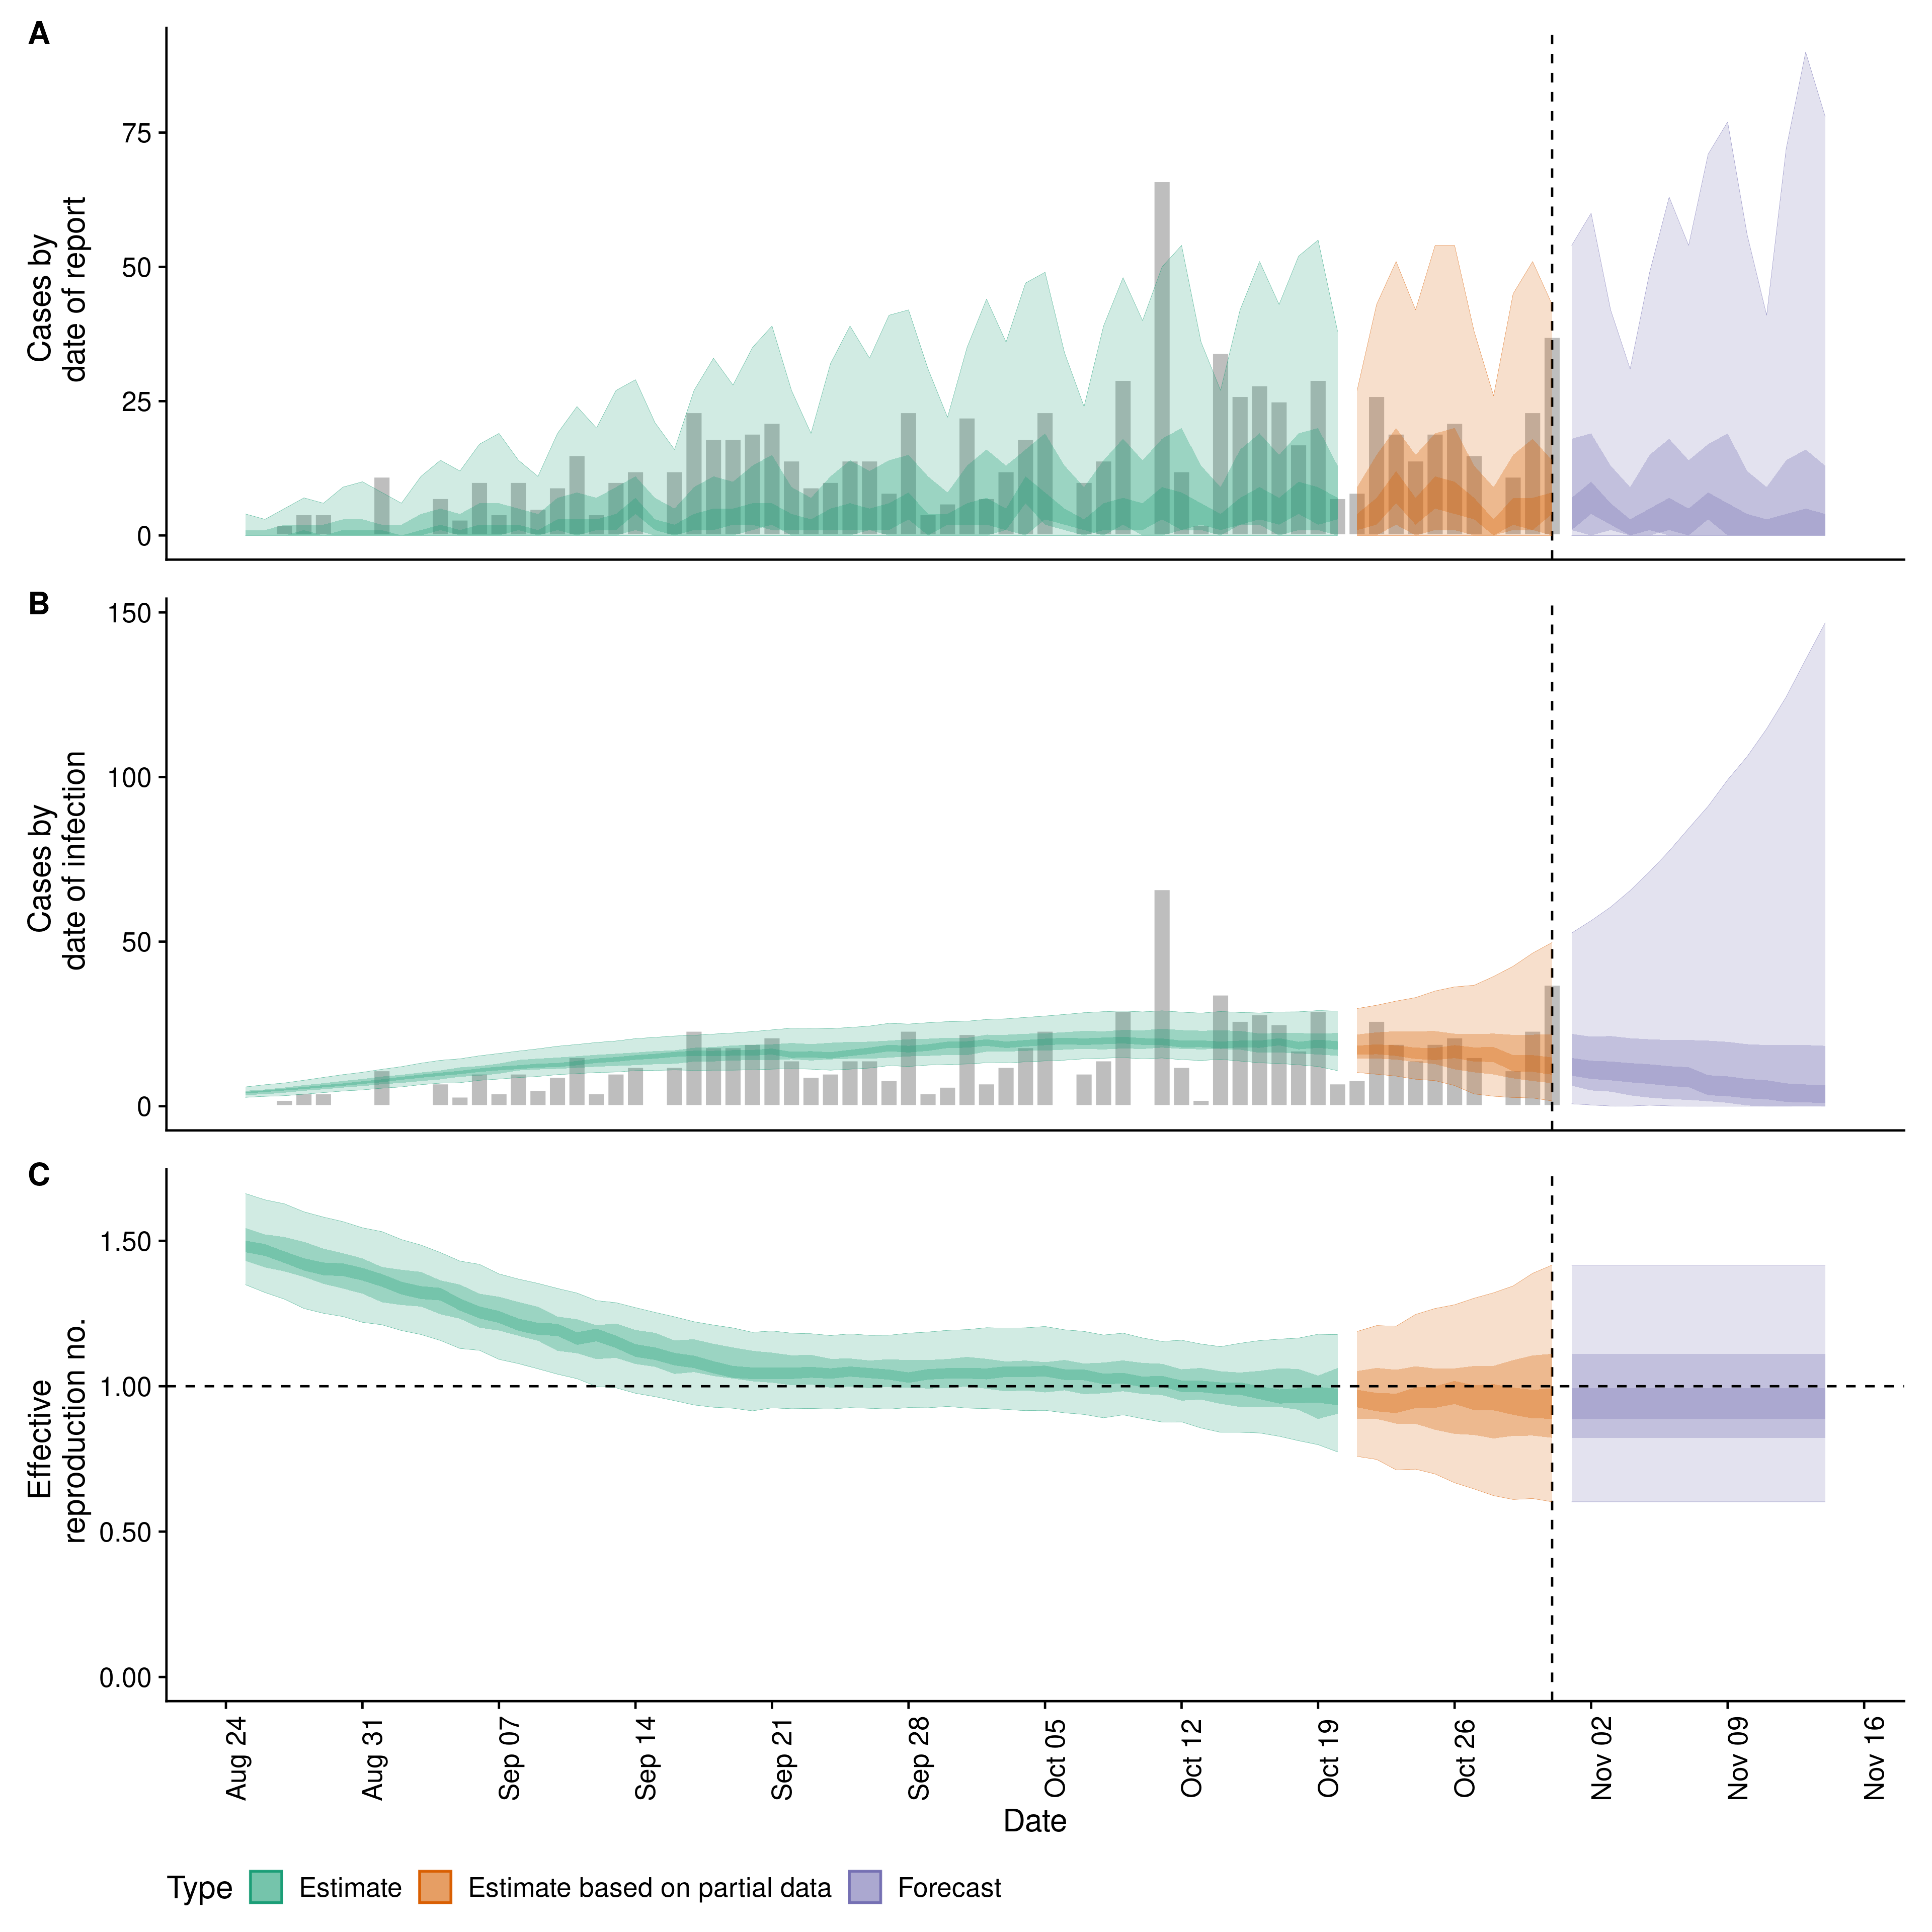 A
Cases by
date of report
75
50
25
0
B
Cases by
date of infection
150
100
50
0
C
Effective
reproduction no.
1.50
1.00
0.50
0.00
Aug 24
Aug 31
Sep 07
Sep 14
Sep 21
Sep 28
Oct 05
Oct 12
Oct 19
Oct 26
Nov 02
Nov 09
Nov 16
Date
Type Estimate Estimate based on partial data Forecast